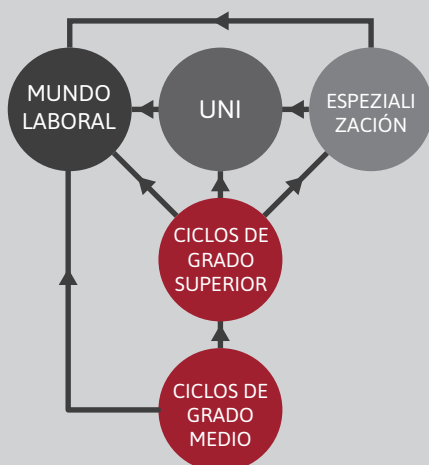 MUNDO
LABORAL
UNI
ESPEZIALI
ZACIÓN
CICLOS DE
GRADO
SUPERIOR
CICLOS DE
GRADO
MEDIO